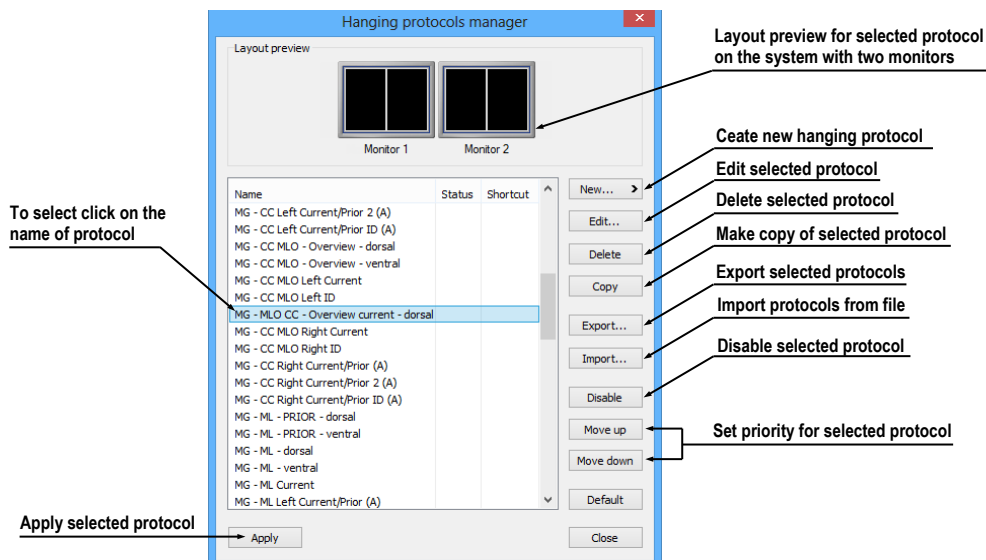 Hanging protocols manager
×
Layout preview
Monitor 1
Monitor 2
Layout preview for selected protocol
on the system with two monitors
Name Status Shortcut
MG - CC Left Current/Prior 2 (A)
MG - CC Left Current/Prior ID (A)
MG - CC MLO - Overview - dorsal
MG - CC MLO - Overview - ventral
MG - CC MLO Left Current
MG - CC MLO Left ID
MG - MLO CC - Overview current - dorsal
MG - CC MLO Right Current
MG - CC MLO Right ID
MG - CC Right Current/Prior (A)
MG - CC Right Current/Prior 2 (A)
MG - CC Right Current/Prior ID (A)
MG - ML - PRIOR - dorsal
MG - ML - PRIOR - ventral
MG - ML - dorsal
MG - ML - ventral
MG - ML Current
MG - ML Left Current/Prior (A)
To select click on the
name of protocol
New... >
Edit...
Delete
Copy
Export...
Import...
Disable
Move up
Move down
Default
Ceate new hanging protocol
Edit selected protocol
Delete selected protocol
Make copy of selected protocol
Export selected protocols
Import protocols from file
Disable selected protocol
Set priority for selected protocol
Apply selected protocol
Apply
Close